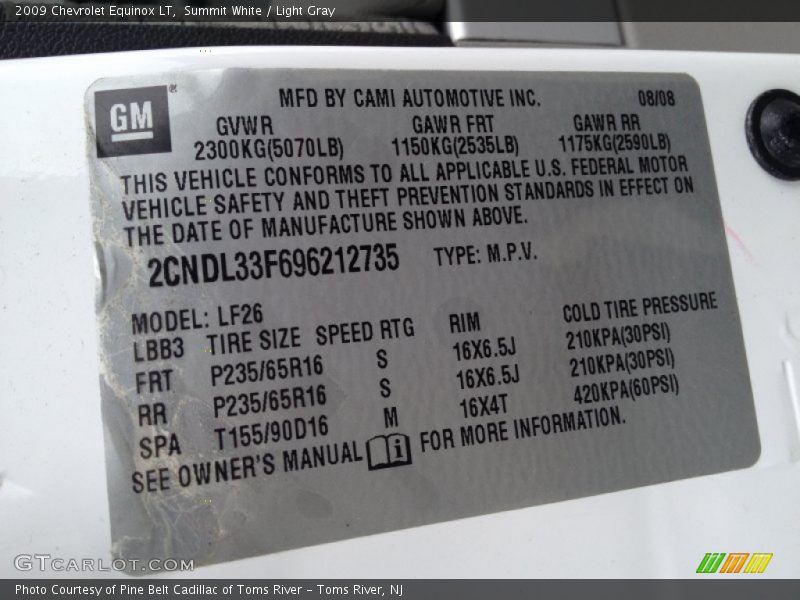 2009 Chevrolet Equinox LT,  Summit White / Light Gray
GM®
MFD BY CAMI AUTOMOTIVE INC. 08/08
GVWR GAWR FRT GAWR RR
2300KG(5070LB) 1150KG(2535LB) 1175KG(2590LB)
THIS VEHICLE CONFORMS TO ALL APPLICABLE U.S. FEDERAL MOTOR
VEHICLE SAFETY AND THEFT PREVENTION STANDARDS IN EFFECT ON
THE DATE OF MANUFACTURE SHOWN ABOVE.
2CNDL33F696212735 TYPE: M.P.V.
MODEL: LF26
LBB3 TIRE SIZE SPEED RTG RIM COLD TIRE PRESSURE
FRT P235/65R16 S 16X6.5J 210KPA(30PSI)
RR P235/65R16 S 16X6.5J 210KPA(30PSI)
SPA T155/90D16 M 16X4T 420KPA(60PSI)
SEE OWNER'S MANUAL i FOR MORE INFORMATION.
GTCARLOT.COM
Photo Courtesy of Pine Belt Cadillac of Toms River – Toms River, NJ